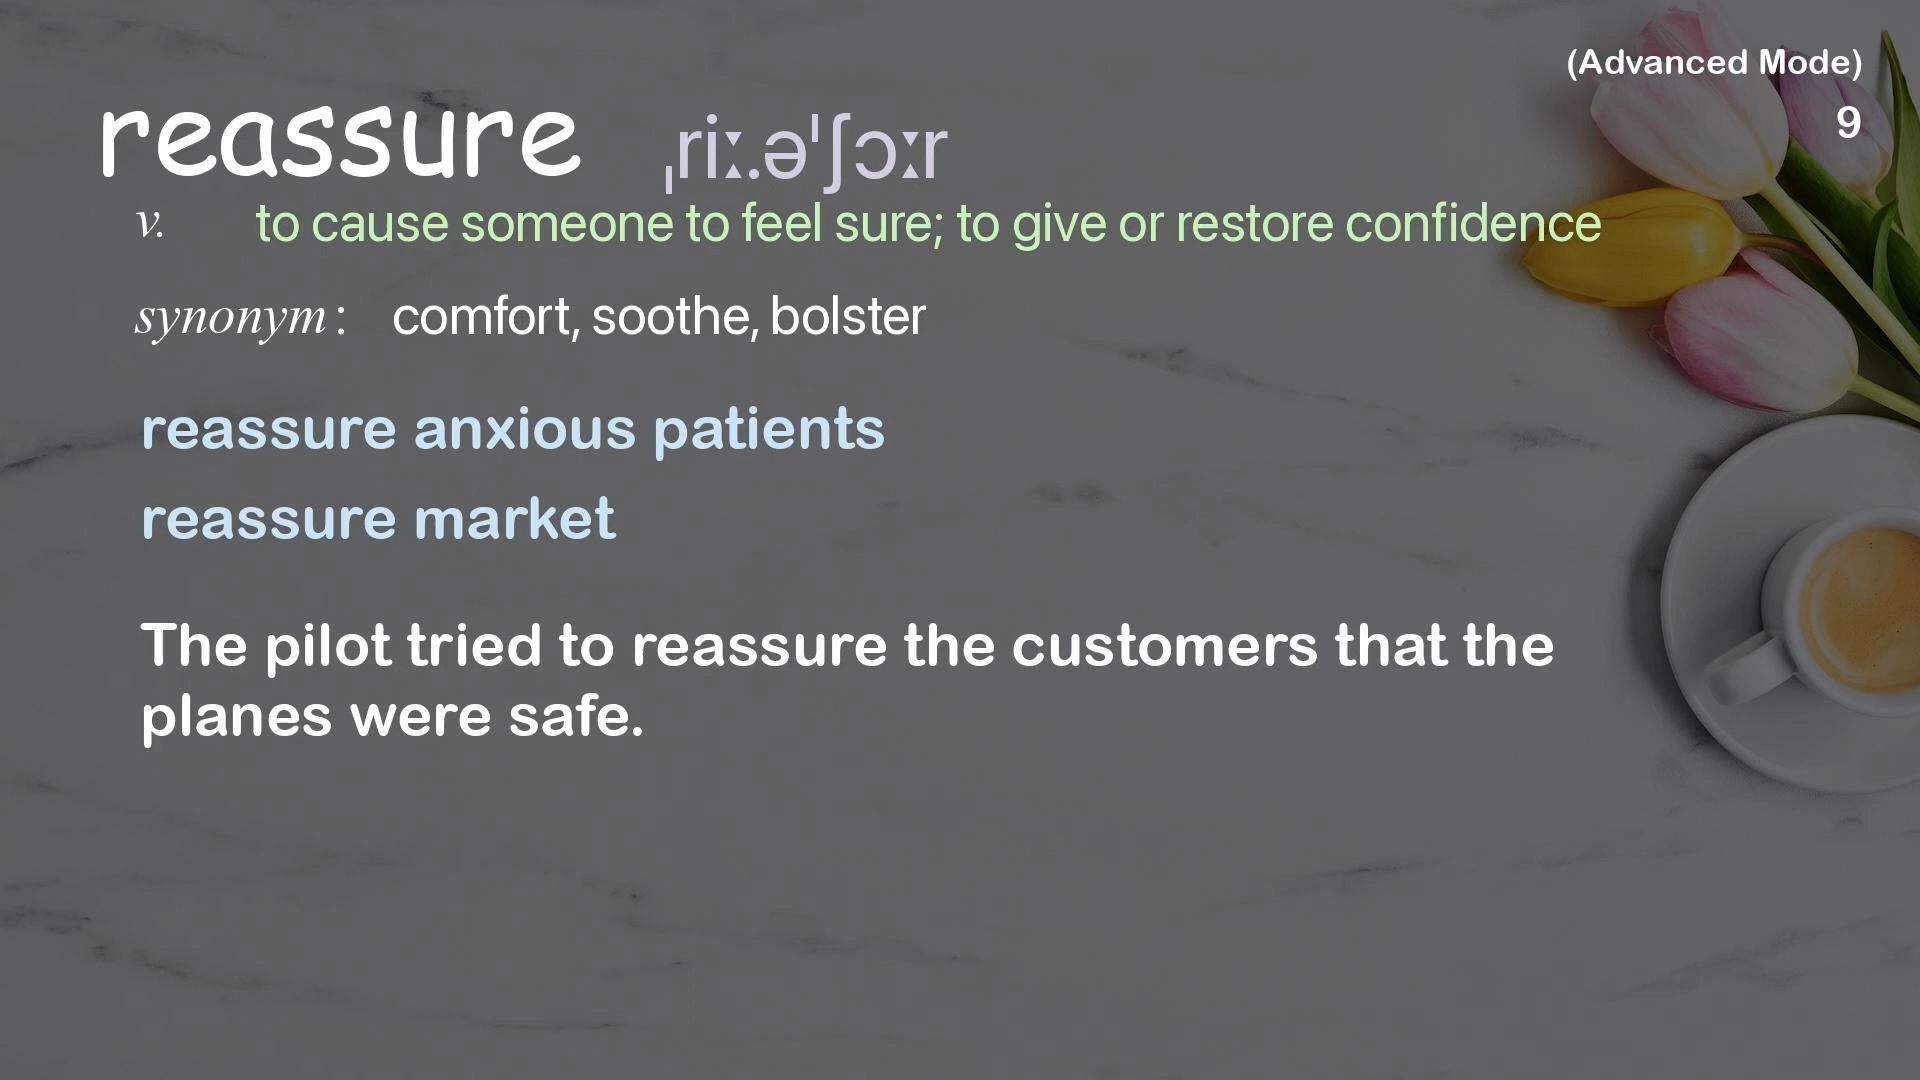 (Advanced Mode)
9
reassure ˌriː.əˈʃɔːr
v. to cause someone to feel sure; to give or restore confidence
synonym: comfort, soothe, bolster
reassure anxious patients
reassure market
The pilot tried to reassure the customers that the
planes were safe.